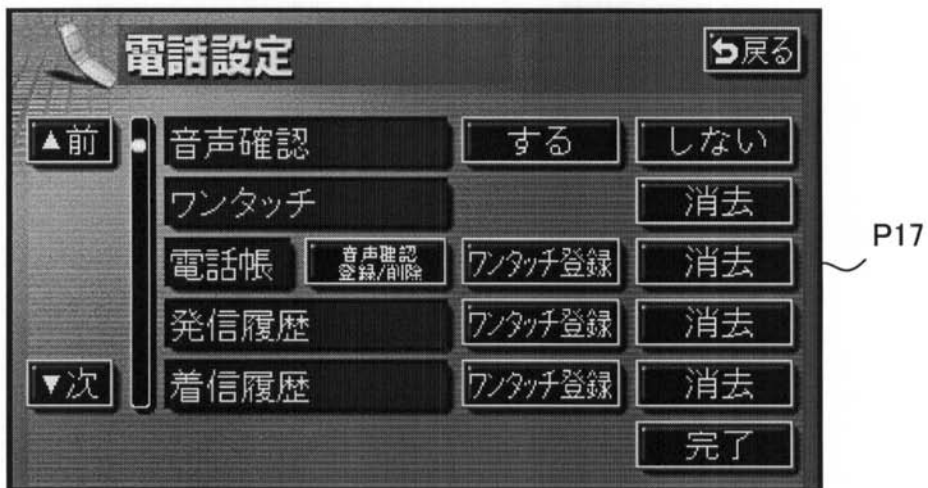 電話設定 戻る
▲前 音声確認 する しない
ワンタッチ 消去
電話帳 音声確認 登録/削除 ワンタッチ登録 消去
発信履歴 ワンタッチ登録 消去
▼次 着信履歴 ワンタッチ登録 消去
完了
P17